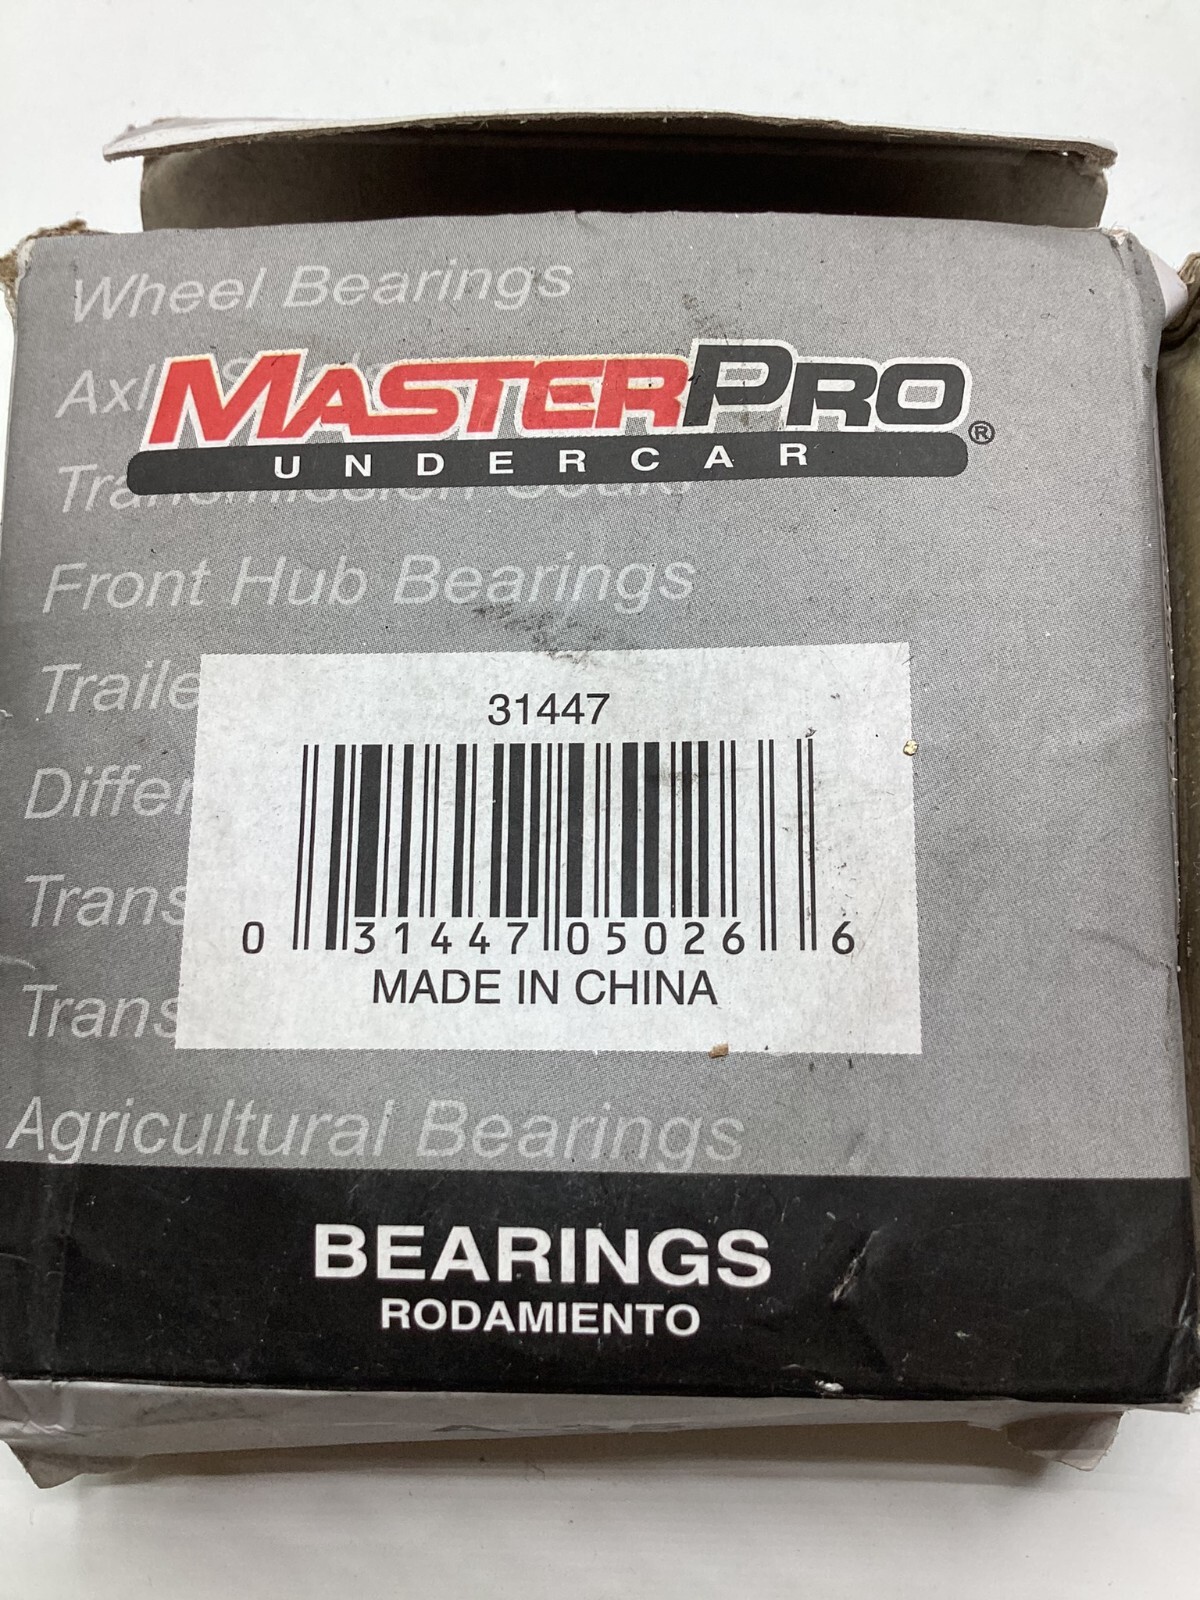 Wheel Bearings
MASTERPRO®
UNDERCAR
Front Hub Bearings
31447
0 31447 05026 6
MADE IN CHINA
Agricultural Bearings
BEARINGS
RODAMIENTO